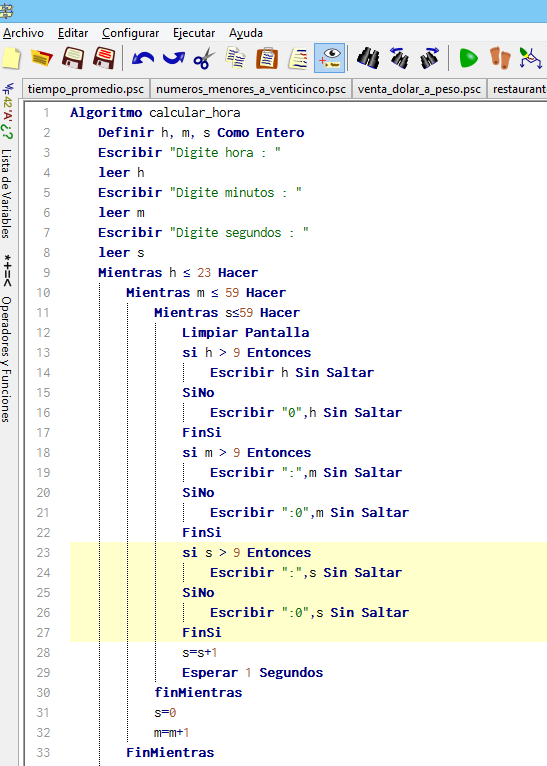 Archivo Editar Configurar Ejecutar Ayuda
tiempo_promedio.psc numeros_menores_a_venticinco.psc venta_dolar_a_peso.psc restaurant
Lista de Variables
*+=< Operadores y Funciones
1 Algoritmo calcular_hora
2 Definir h, m, s Como Entero
3 Escribir "Digite hora : "
4 leer h
5 Escribir "Digite minutos : "
6 leer m
7 Escribir "Digite segundos : "
8 leer s
9 Mientras h ≤ 23 Hacer
10 Mientras m ≤ 59 Hacer
11 Mientras s≤59 Hacer
12 Limpiar Pantalla
13 si h > 9 Entonces
14 Escribir h Sin Saltar
15 SiNo
16 Escribir "0",h Sin Saltar
17 FinSi
18 si m > 9 Entonces
19 Escribir ":",m Sin Saltar
20 SiNo
21 Escribir ":0",m Sin Saltar
22 FinSi
23 si s > 9 Entonces
24 Escribir ":",s Sin Saltar
25 SiNo
26 Escribir ":0",s Sin Saltar
27 FinSi
28 s=s+1
29 Esperar 1 Segundos
30 finMientras
31 s=0
32 m=m+1
33 FinMientras